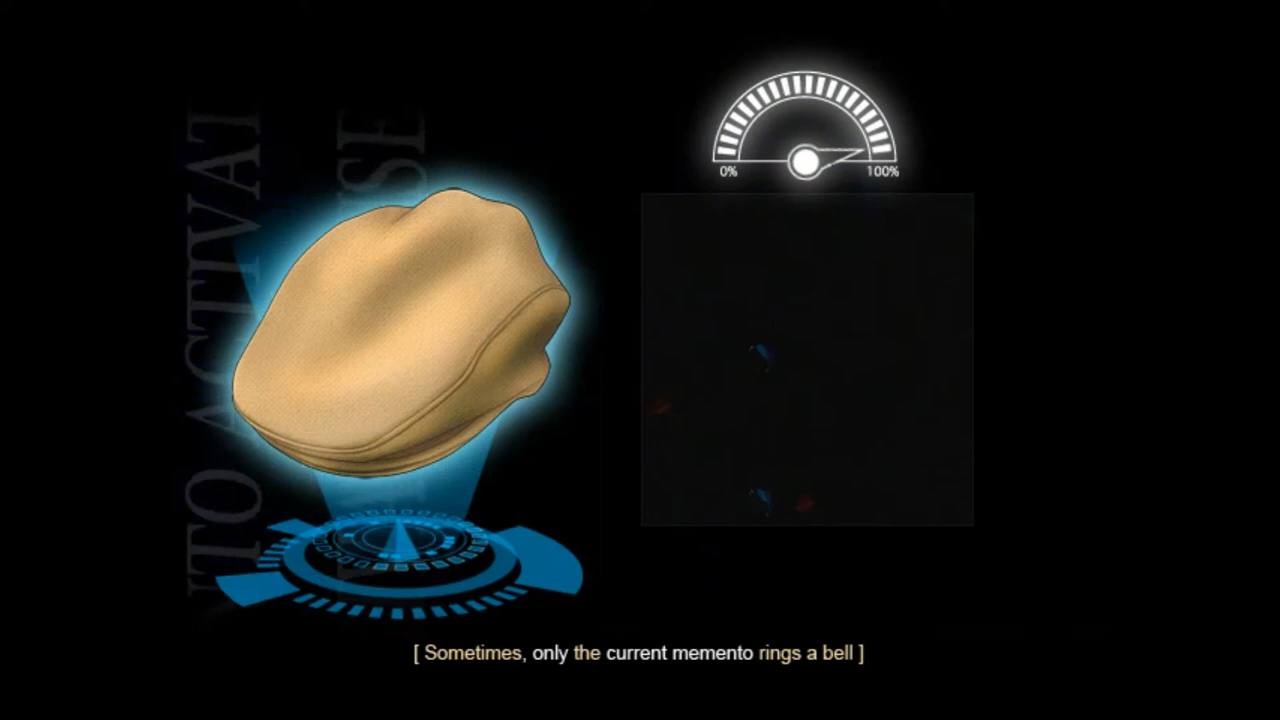 0%
100%
[ Sometimes, only the current memento rings a bell ]